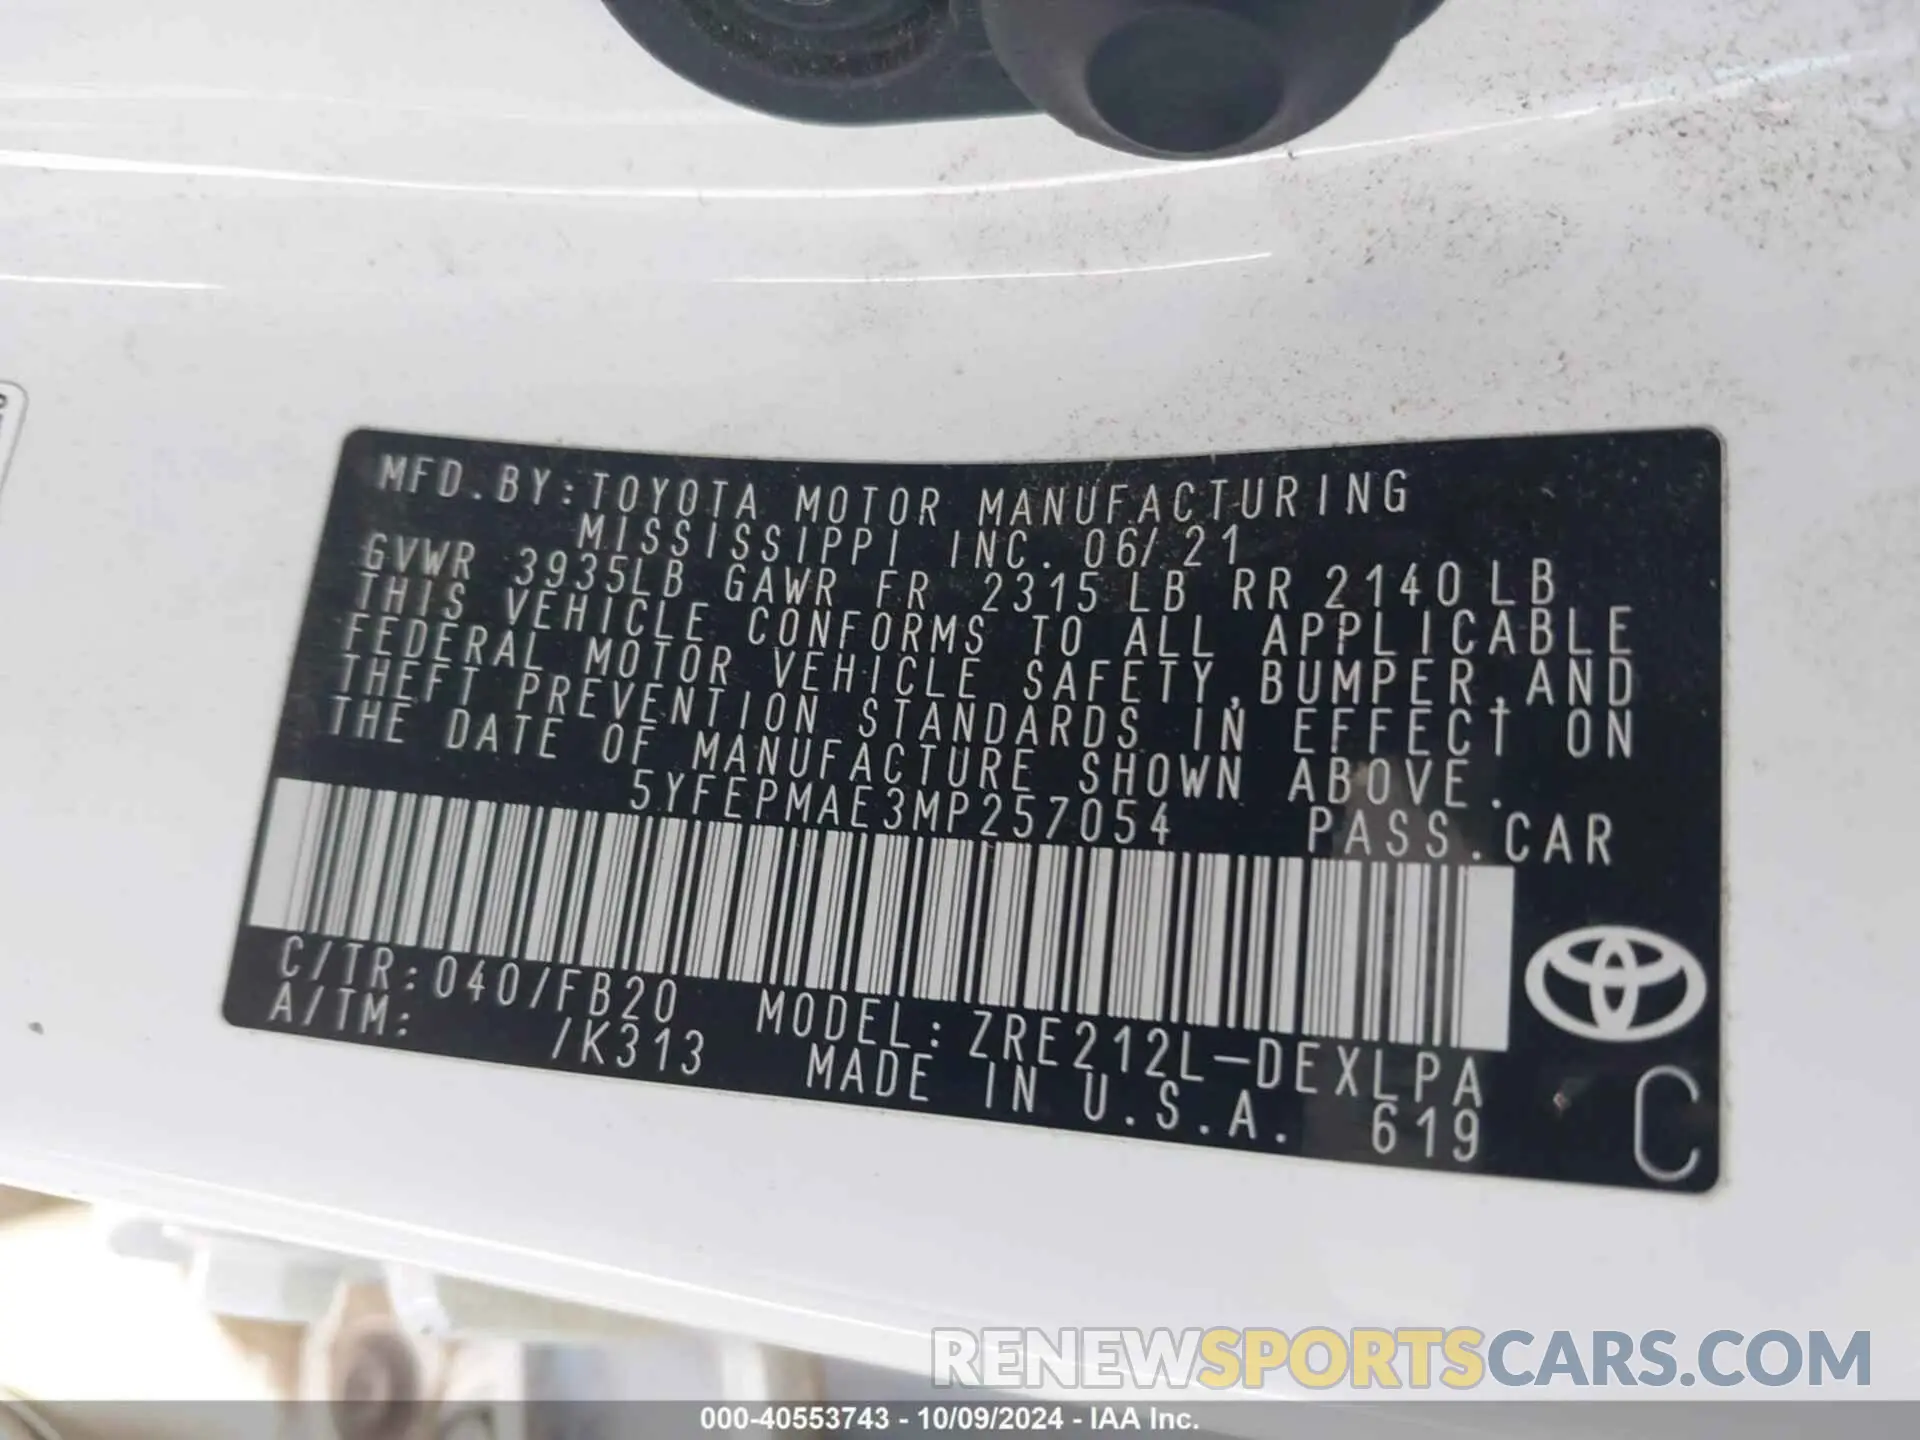 MFD.BY:TOYOTA MOTOR MANUFACTURING
MISSISSIPPI INC. 06/21
GVWR 3935LB GAWR FR 2315LB RR 2140LB
THIS VEHICLE CONFORMS TO ALL APPLICABLE
FEDERAL MOTOR VEHICLE SAFETY,BUMPER,AND
THEFT PREVENTION STANDARDS IN EFFECT ON
THE DATE OF MANUFACTURE SHOWN ABOVE.
5YFEPMAE3MP257054 PASS.CAR
C/TR:040/FB20 MODEL:ZRE212L-DEXLPA
A/TM: /K313 MADE IN U.S.A. 619 C
RENEWSPORTSCARS.COM
000-40553743 - 10/09/2024 - IAA Inc.